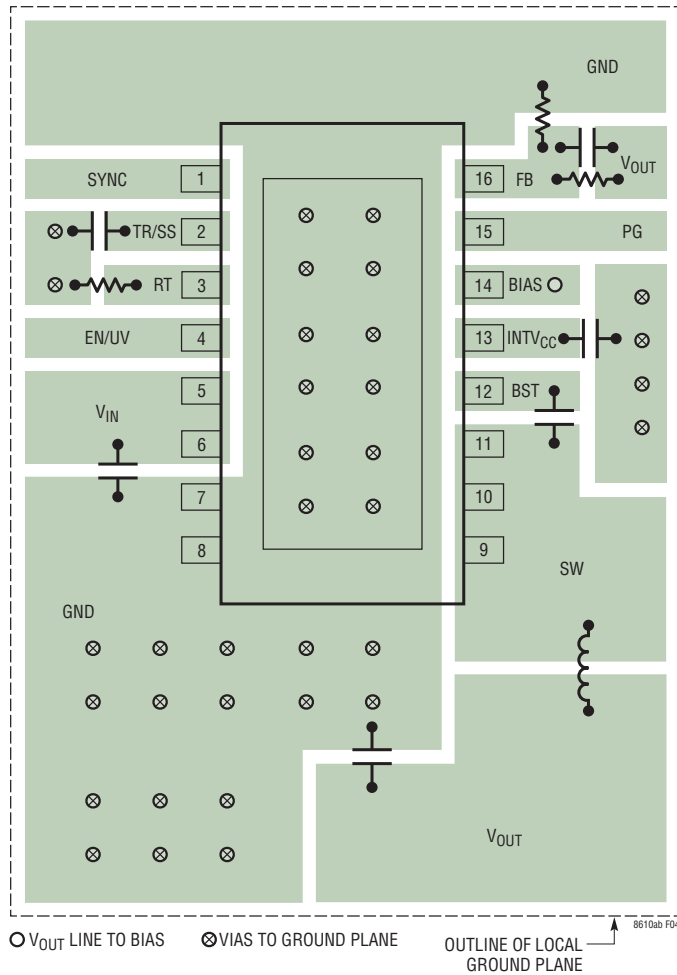 GND
SYNC 1 16 FB VOUT
TR/SS 2 15 PG
RT 3 14 BIAS
EN/UV 4 13 INTVCC
5 12 BST
VIN
6 11
7 10
8 9
SW
GND
VOUT
8610ab F04
VOUT LINE TO BIAS VIAS TO GROUND PLANE OUTLINE OF LOCAL
GROUND PLANE